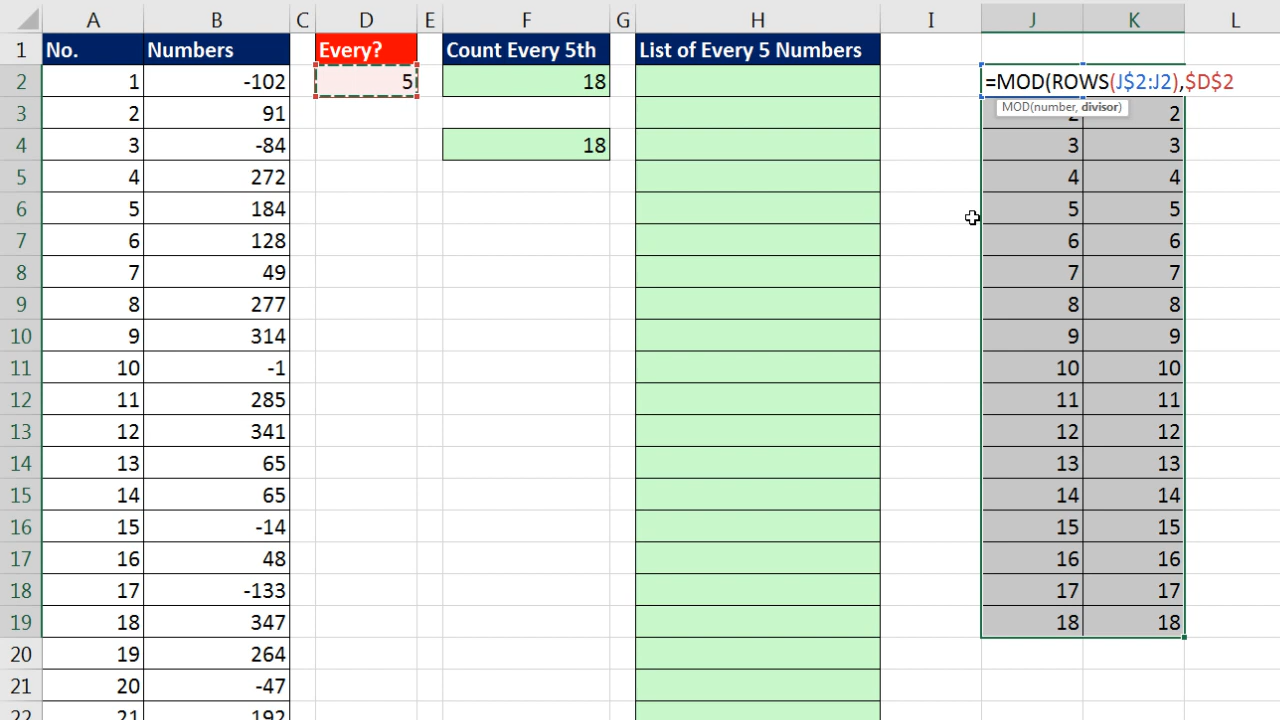 A B C D E F G H I J K L
1 No. Numbers Every? Count Every 5th List of Every 5 Numbers
2 1 -102 5 18 =MOD(ROWS(J$2:J2),$D$2
MOD(number, divisor)
3 2 91 2 2
4 3 -84 18 3 3
5 4 272 4 4
6 5 184 5 5
7 6 128 6 6
8 7 49 7 7
9 8 277 8 8
10 9 314 9 9
11 10 -1 10 10
12 11 285 11 11
13 12 341 12 12
14 13 65 13 13
15 14 65 14 14
16 15 -14 15 15
17 16 48 16 16
18 17 -133 17 17
19 18 347 18 18
20 19 264
21 20 -47
22 21 192